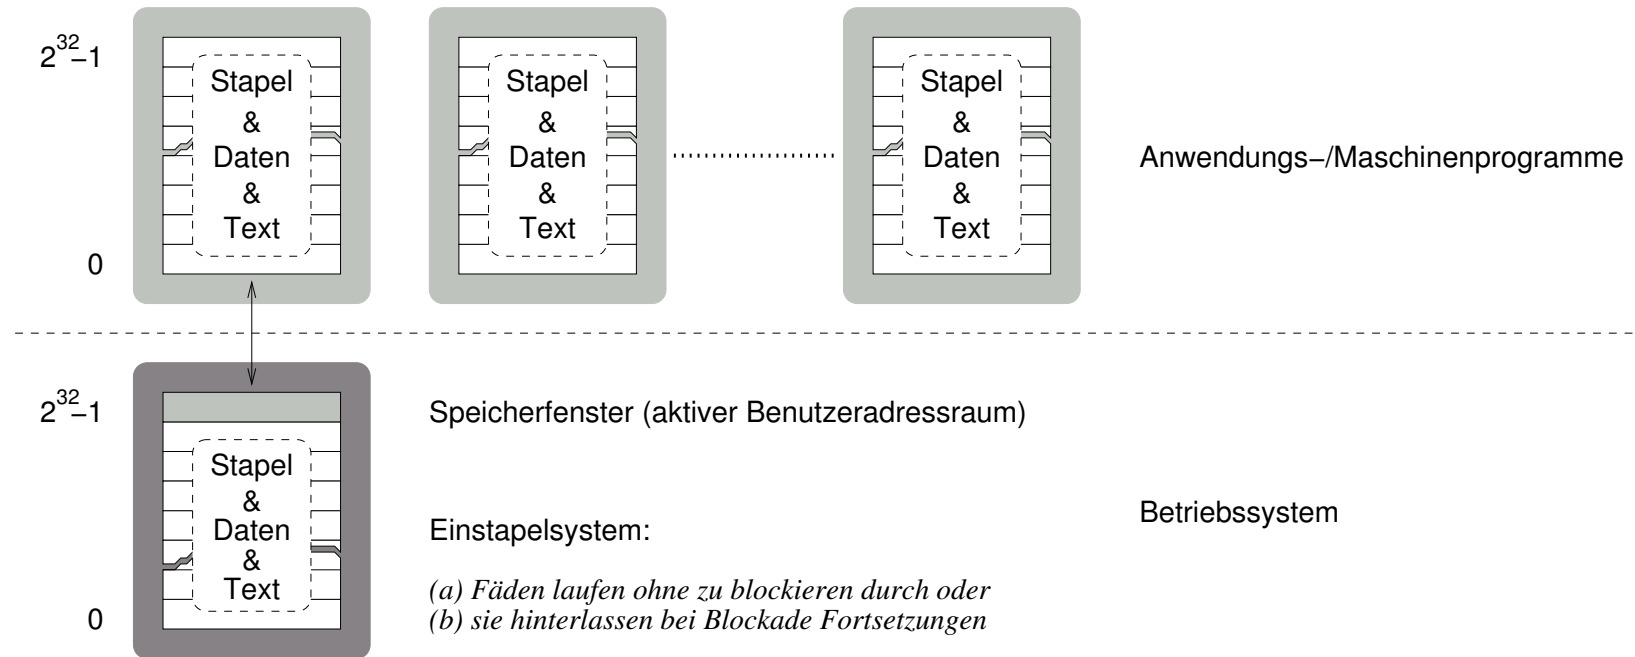 2^32−1
0
Stapel
&
Daten
&
Text
Stapel
&
Daten
&
Text
Stapel
&
Daten
&
Text
Anwendungs−/Maschinenprogramme
2^32−1
0
Stapel
&
Daten
&
Text
Speicherfenster (aktiver Benutzeradressraum)
Einstapelsystem:
(a) Fäden laufen ohne zu blockieren durch oder
(b) sie hinterlassen bei Blockade Fortsetzungen
Betriebssystem